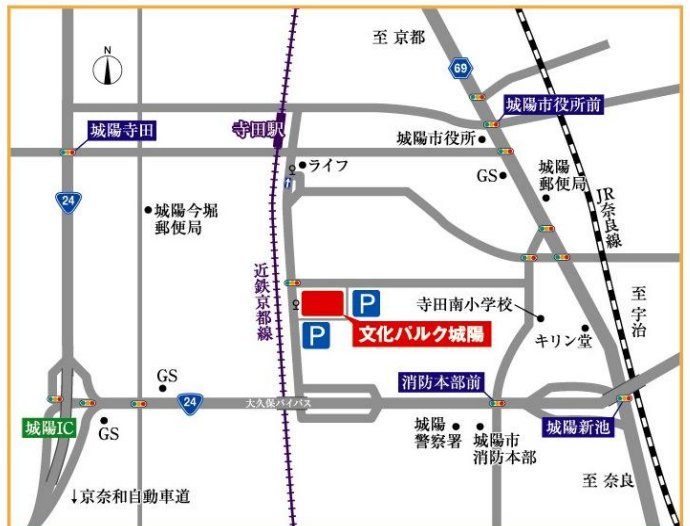 N
至 京都
69
城陽市役所前
城陽寺田
寺田駅
城陽市役所
ライフ
GS
城陽
郵便局
24
城陽今堀
郵便局
JR奈良線
近鉄京都線
P
寺田南小学校
至 宇治
P
文化パルク城陽
キリン堂
GS
消防本部前
24
大久保バイパス
城陽IC
GS
城陽
警察署
城陽市
消防本部
城陽新池
至 奈良
↓京奈和自動車道